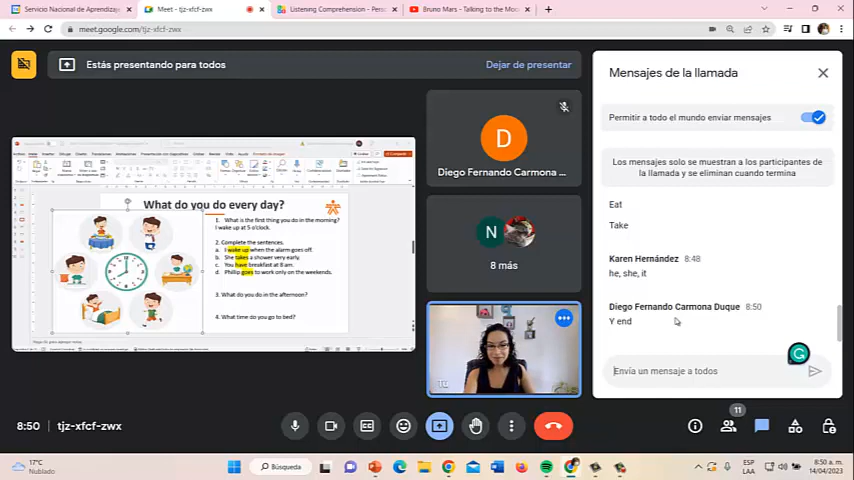 Servicio Nacional de Aprendizaje
Meet - tjz-xfcf-zwx
Listening Comprehension - Pers
Bruno Mars - Talking to the Moo
meet.google.com/tjz-xfcf-zwx
Estás presentando para todos
Dejar de presentar
What do you do every day?
1. What is the first thing you do in the morning?
I wake up at 5 o'clock.
2. Complete the sentences.
a. I wake up when the alarm goes off.
b. She takes a shower very early.
c. You have breakfast at 8 am.
d. Phillip goes to work only on the weekends.
3. What do you do in the afternoon?
4. What time do you go to bed?
D
Diego Fernando Carmona ...
N
8 más
Tú
Mensajes de la llamada
Permitir a todo el mundo enviar mensajes
Los mensajes solo se muestran a los participantes de
la llamada y se eliminan cuando termina
Eat
Take
Karen Hernández 8:48
he, she, it
Diego Fernando Carmona Duque 8:50
Y end
Envía un mensaje a todos
8:50
tjz-xfcf-zwx
11
17°C
Nublado
Búsqueda
ESP
LAA
8:50 a. m.
14/04/2023